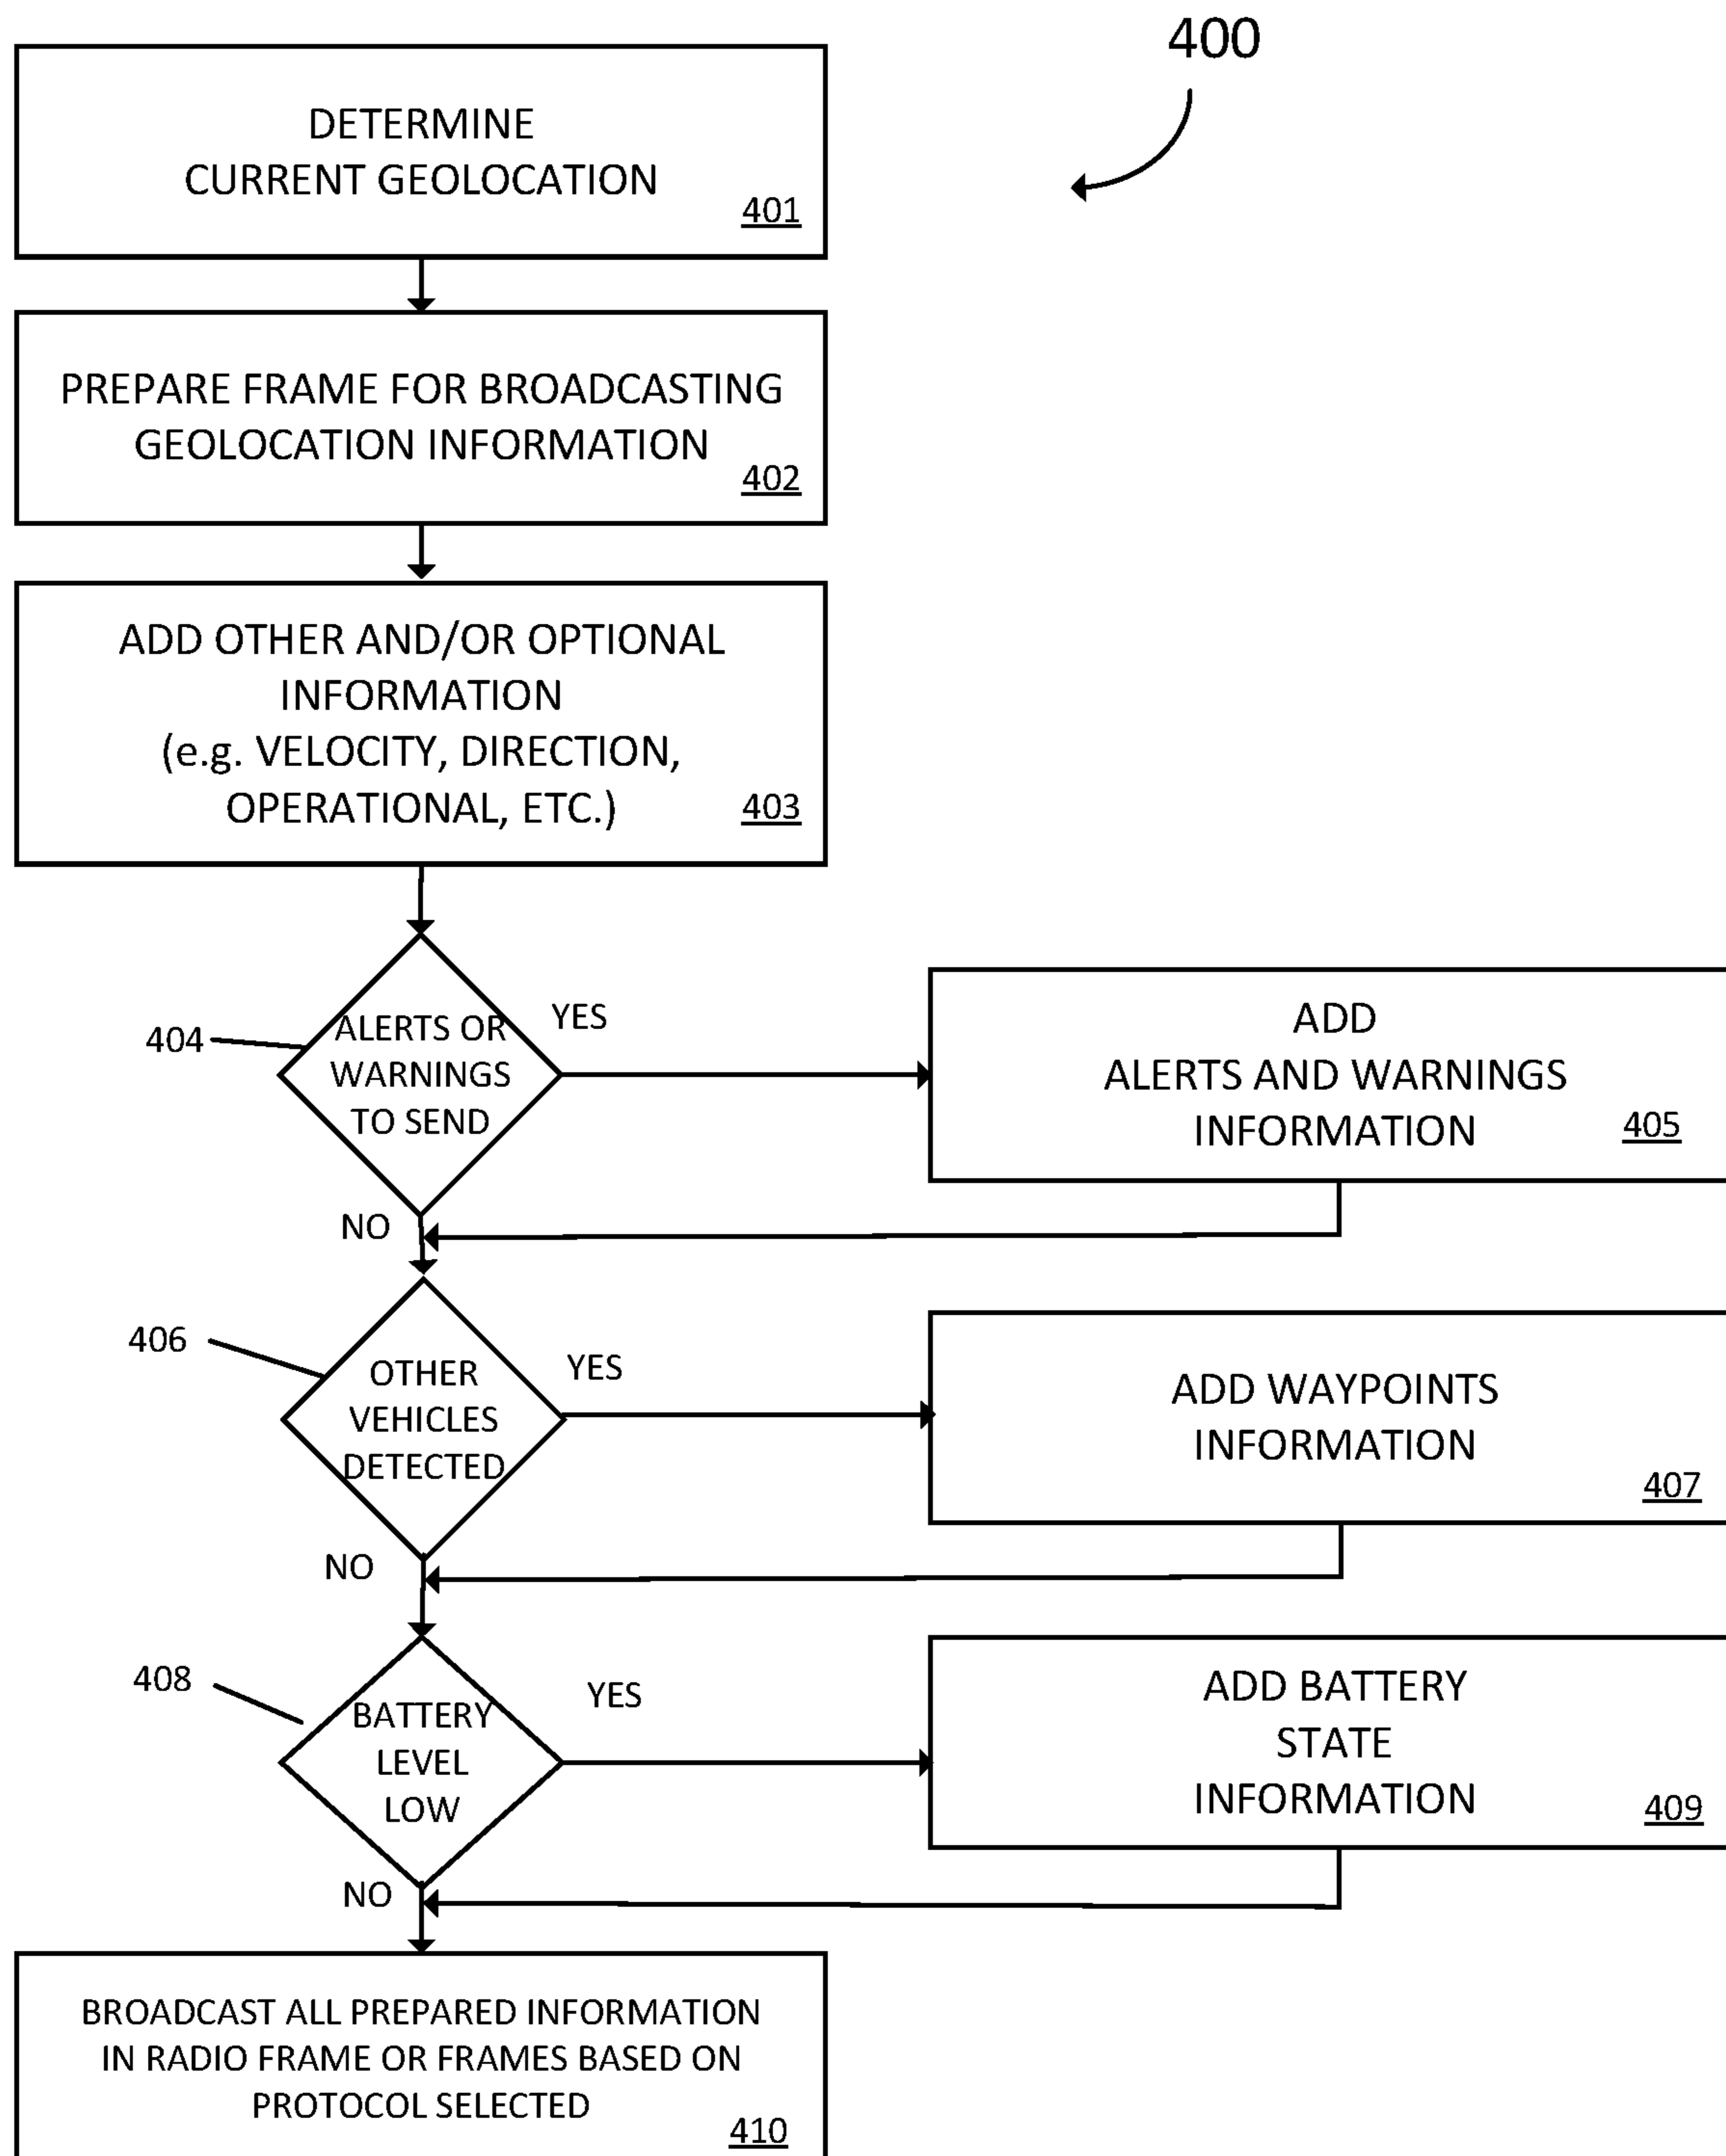 400
DETERMINE
CURRENT GEOLOCATION
401
PREPARE FRAME FOR BROADCASTING
GEOLOCATION INFORMATION
402
ADD OTHER AND/OR OPTIONAL
INFORMATION
(e.g. VELOCITY, DIRECTION,
OPERATIONAL, ETC.)
403
404
ALERTS OR
WARNINGS
TO SEND
YES
NO
ADD
ALERTS AND WARNINGS
INFORMATION
405
406
OTHER
VEHICLES
DETECTED
YES
NO
ADD WAYPOINTS
INFORMATION
407
408
BATTERY
LEVEL
LOW
YES
NO
ADD BATTERY
STATE
INFORMATION
409
BROADCAST ALL PREPARED INFORMATION
IN RADIO FRAME OR FRAMES BASED ON
PROTOCOL SELECTED
410